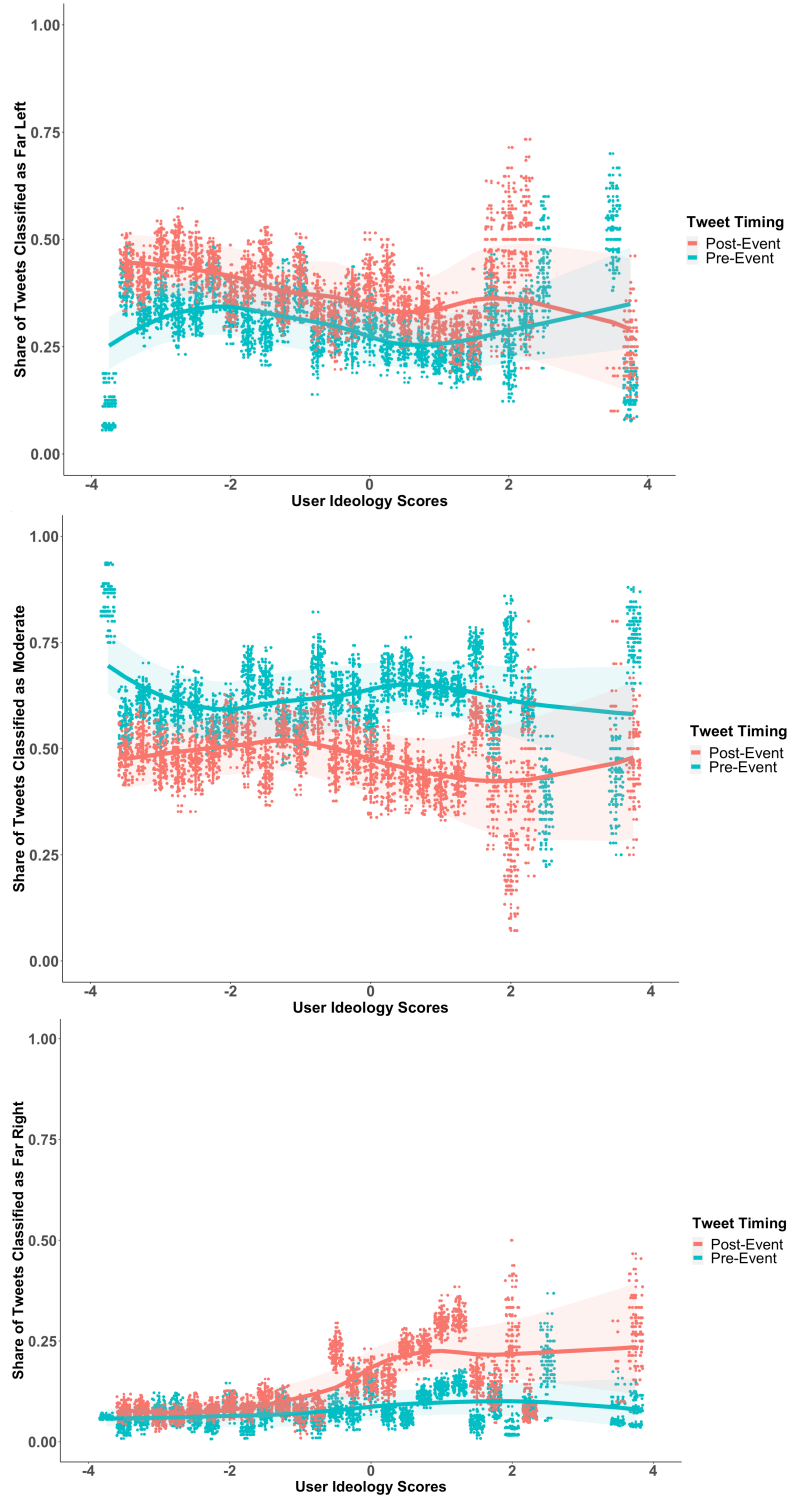 1.00
0.75
0.50
0.25
0.00
Share of Tweets Classified as Far Left
-4
-2
0
2
4
User Ideology Scores
Tweet Timing
Post-Event
Pre-Event
1.00
0.75
0.50
0.25
0.00
Share of Tweets Classified as Moderate
-4
-2
0
2
4
User Ideology Scores
Tweet Timing
Post-Event
Pre-Event
1.00
0.75
0.50
0.25
0.00
Share of Tweets Classified as Far Right
-4
-2
0
2
4
User Ideology Scores
Tweet Timing
Post-Event
Pre-Event